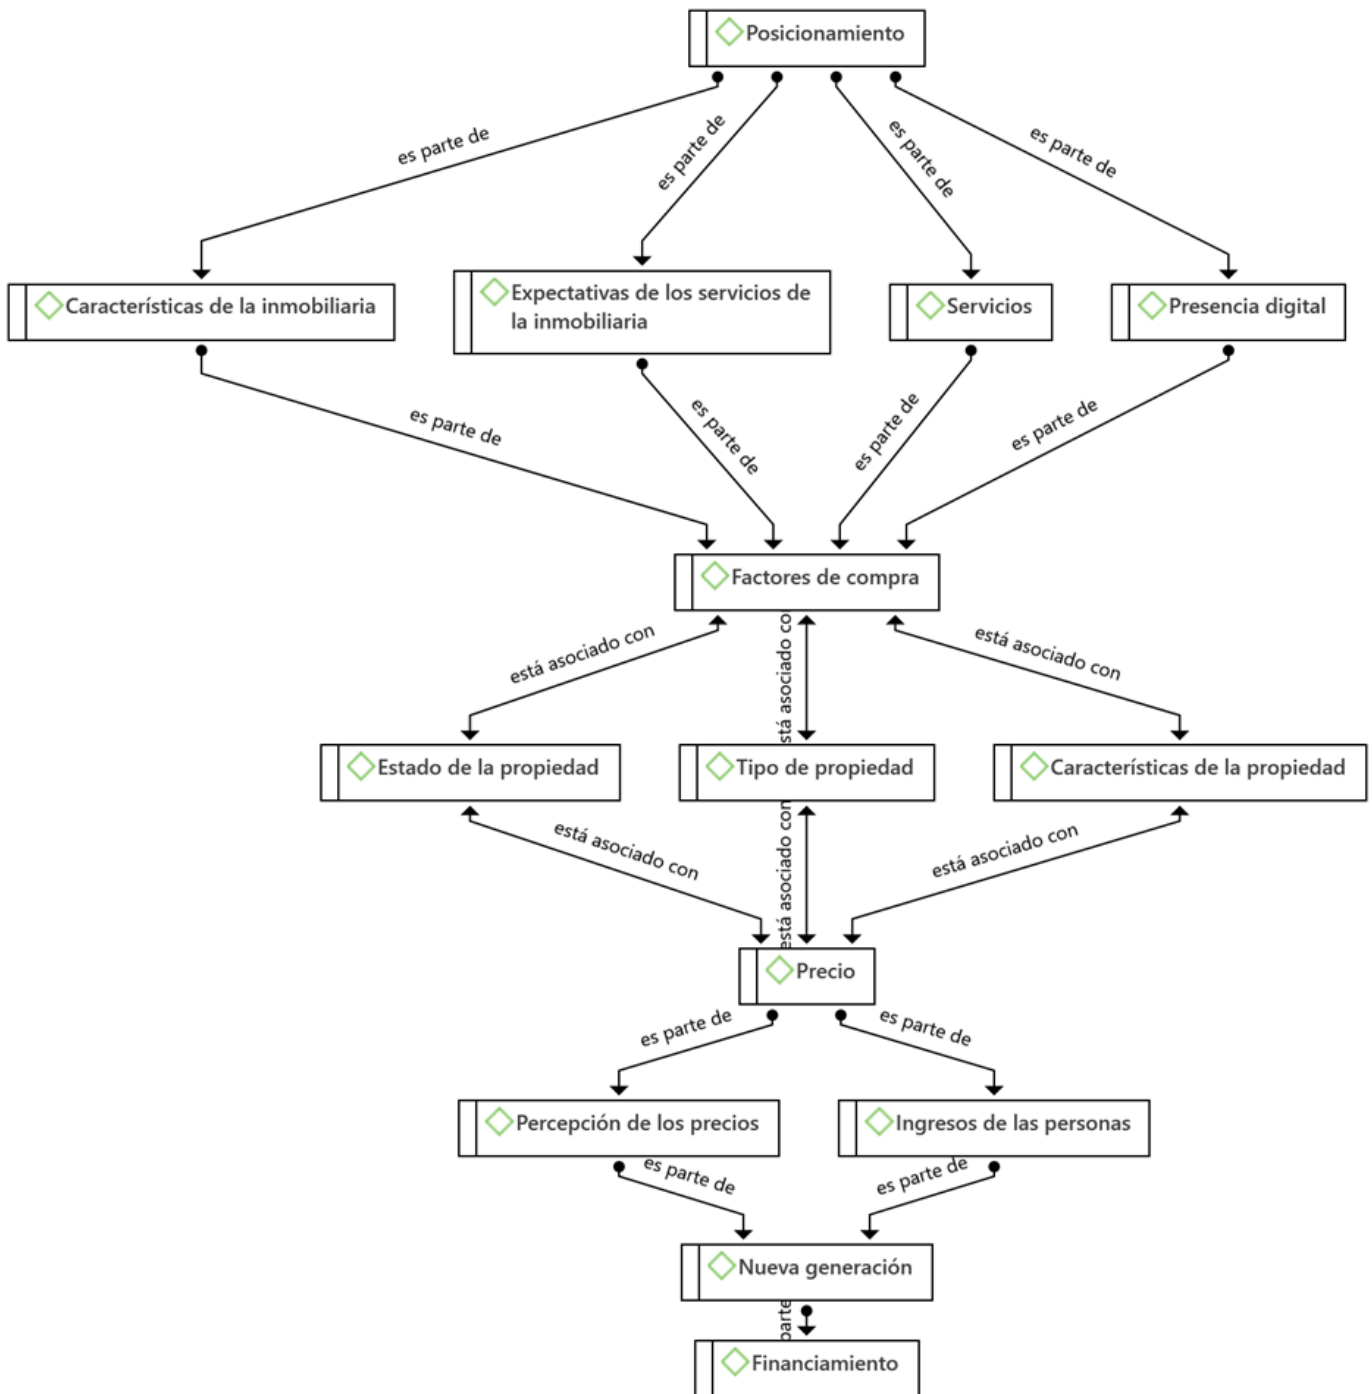 Posicionamiento
es parte de
es parte de
es parte de
es parte de
Características de la inmobiliaria
Expectativas de los servicios de
la inmobiliaria
Servicios
Presencia digital
es parte de
es parte de
es parte de
es parte de
Factores de compra
está asociado con
stá asociado co
está asociado con
Estado de la propiedad
Tipo de propiedad
Características de la propiedad
está asociado con
está asociado con
está asociado con
Precio
es parte de
es parte de
Percepción de los precios
Ingresos de las personas
es parte de
es parte de
Nueva generación
parte
Financiamiento